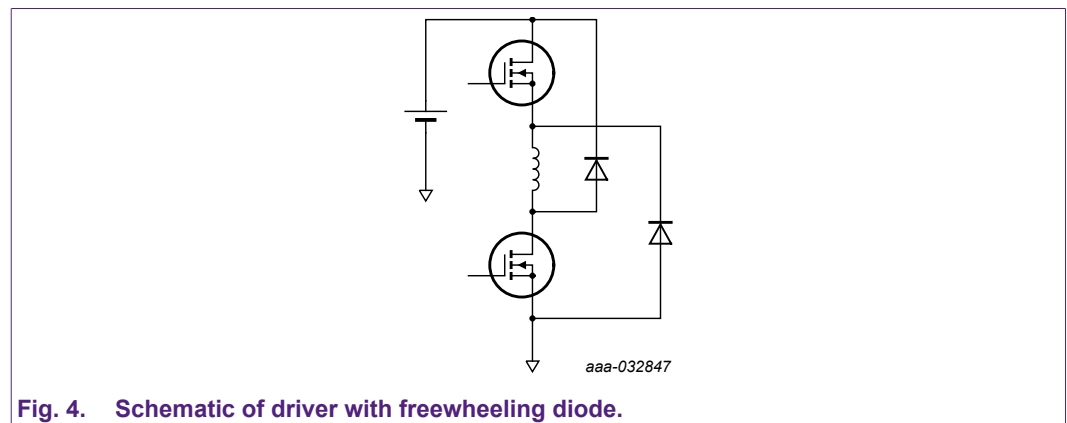 aaa-032847
Fig. 4. Schematic of driver with freewheeling diode.